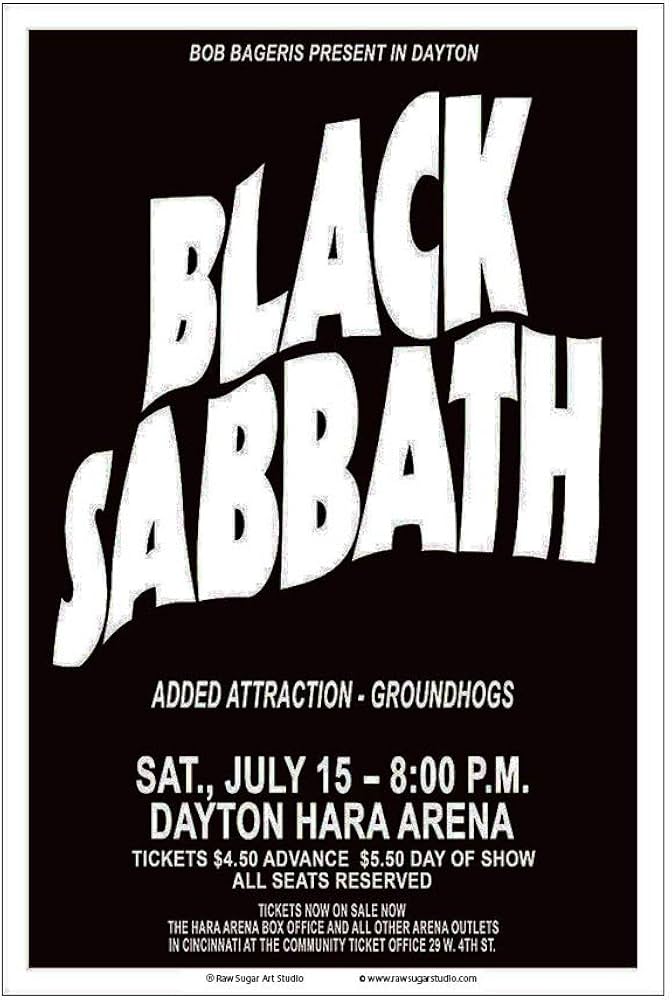 BOB BAGERIS PRESENT IN DAYTON
BLACK
SABBATH
ADDED ATTRACTION - GROUNDHOGS
SAT., JULY 15 – 8:00 P.M.
DAYTON HARA ARENA
TICKETS $4.50 ADVANCE $5.50 DAY OF SHOW
ALL SEATS RESERVED
TICKETS NOW ON SALE NOW
THE HARA ARENA BOX OFFICE AND ALL OTHER ARENA OUTLETS
IN CINCINNATI AT THE COMMUNITY TICKET OFFICE 29 W. 4TH ST.
® Raw Sugar Art Studio © www.rawsugarstudio.com